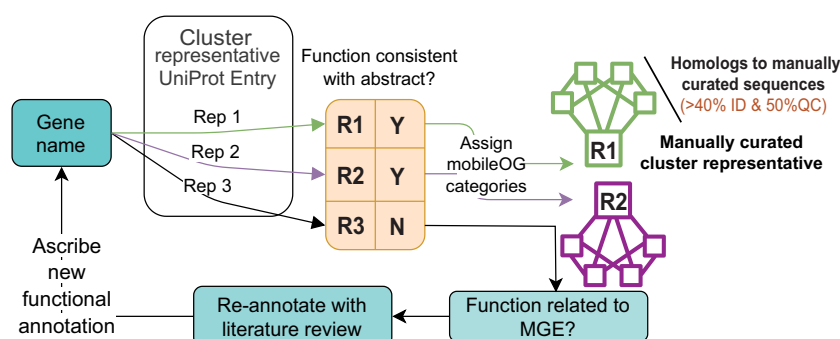 Cluster
representative
UniProt Entry
Function consistent
with abstract?
Homologs to manually
curated sequences
(>40% ID & 50%QC)
Gene
name
Rep 1
Rep 2
Rep 3
R1 Y
R2 Y
R3 N
Assign
mobileOG
categories
R1
Manually curated
cluster representative
R2
Ascribe
new
functional
annotation
Re-annotate with
literature review
Function related to
MGE?